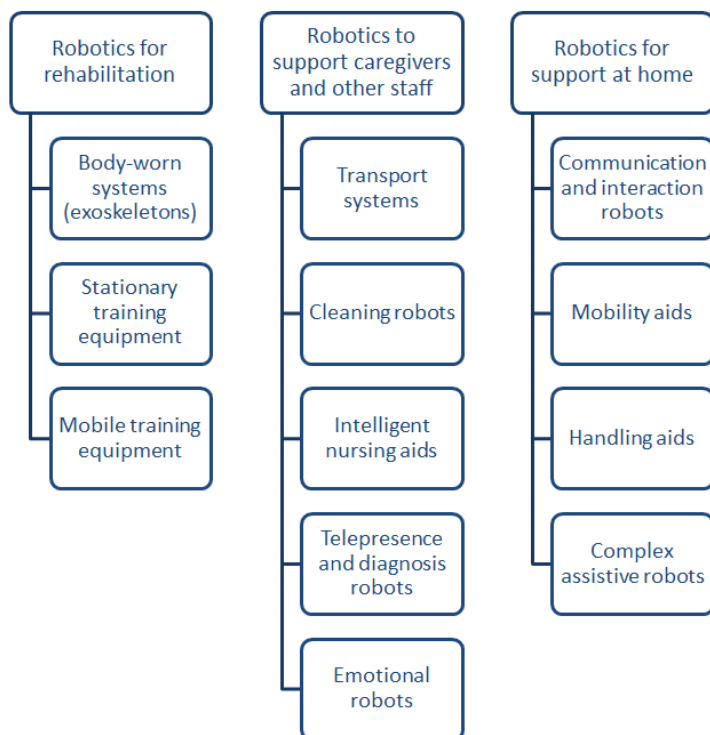 Robotics for
rehabilitation
Body-worn
systems
(exoskeletons)
Stationary
training
equipment
Mobile training
equipment
Robotics to
support caregivers
and other staff
Transport
systems
Cleaning robots
Intelligent
nursing aids
Telepresence
and diagnosis
robots
Emotional
robots
Robotics for
support at home
Communication
and interaction
robots
Mobility aids
Handling aids
Complex
assistive robots